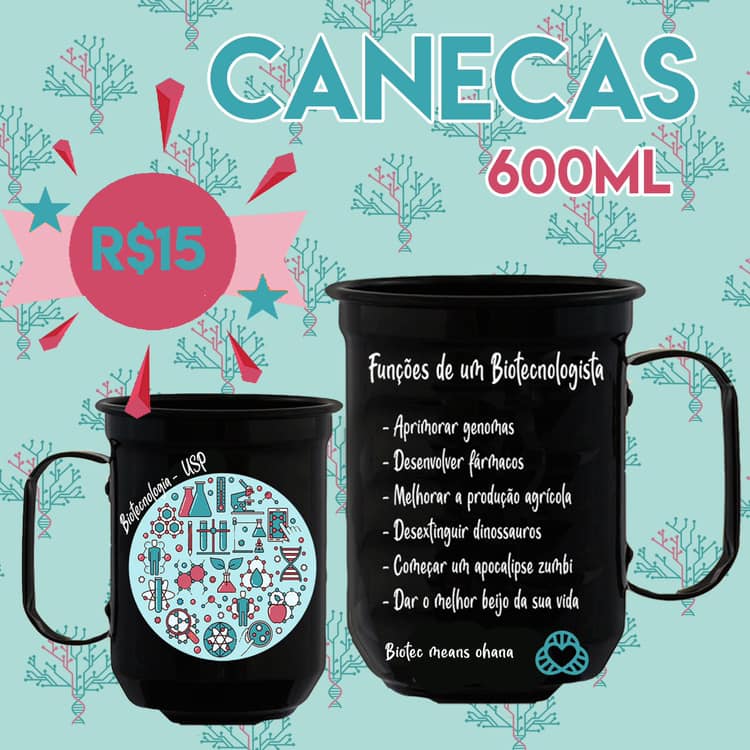 CANECAS
600ML
R$15
Biotecnologia - USP
Funções de um Biotecnologista
- Aprimorar genomas
- Desenvolver fármacos
- Melhorar a produção agrícola
- Desextinguir dinossauros
- Começar um apocalipse zumbi
- Dar o melhor beijo da sua vida
Biotec means ohana